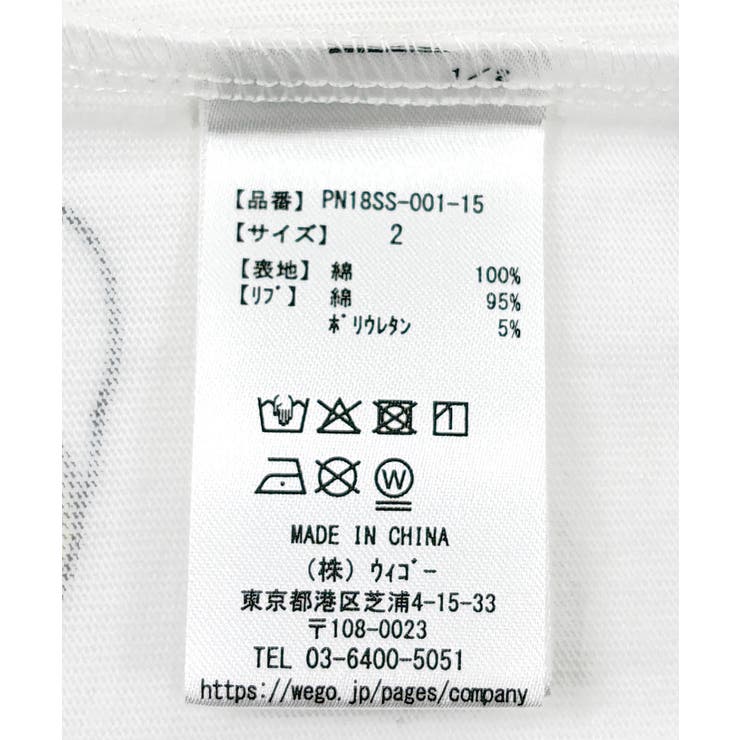 1/2
【品番】 PN18SS-001-15
【サイズ】 2
【表地】 綿 100%
【リブ】 綿 95%
ポリウレタン 5%
W
MADE IN CHINA
(株) ウィゴー
東京都港区芝浦4-15-33
〒108-0023
TEL 03-6400-5051
https://wego.jp/pages/company